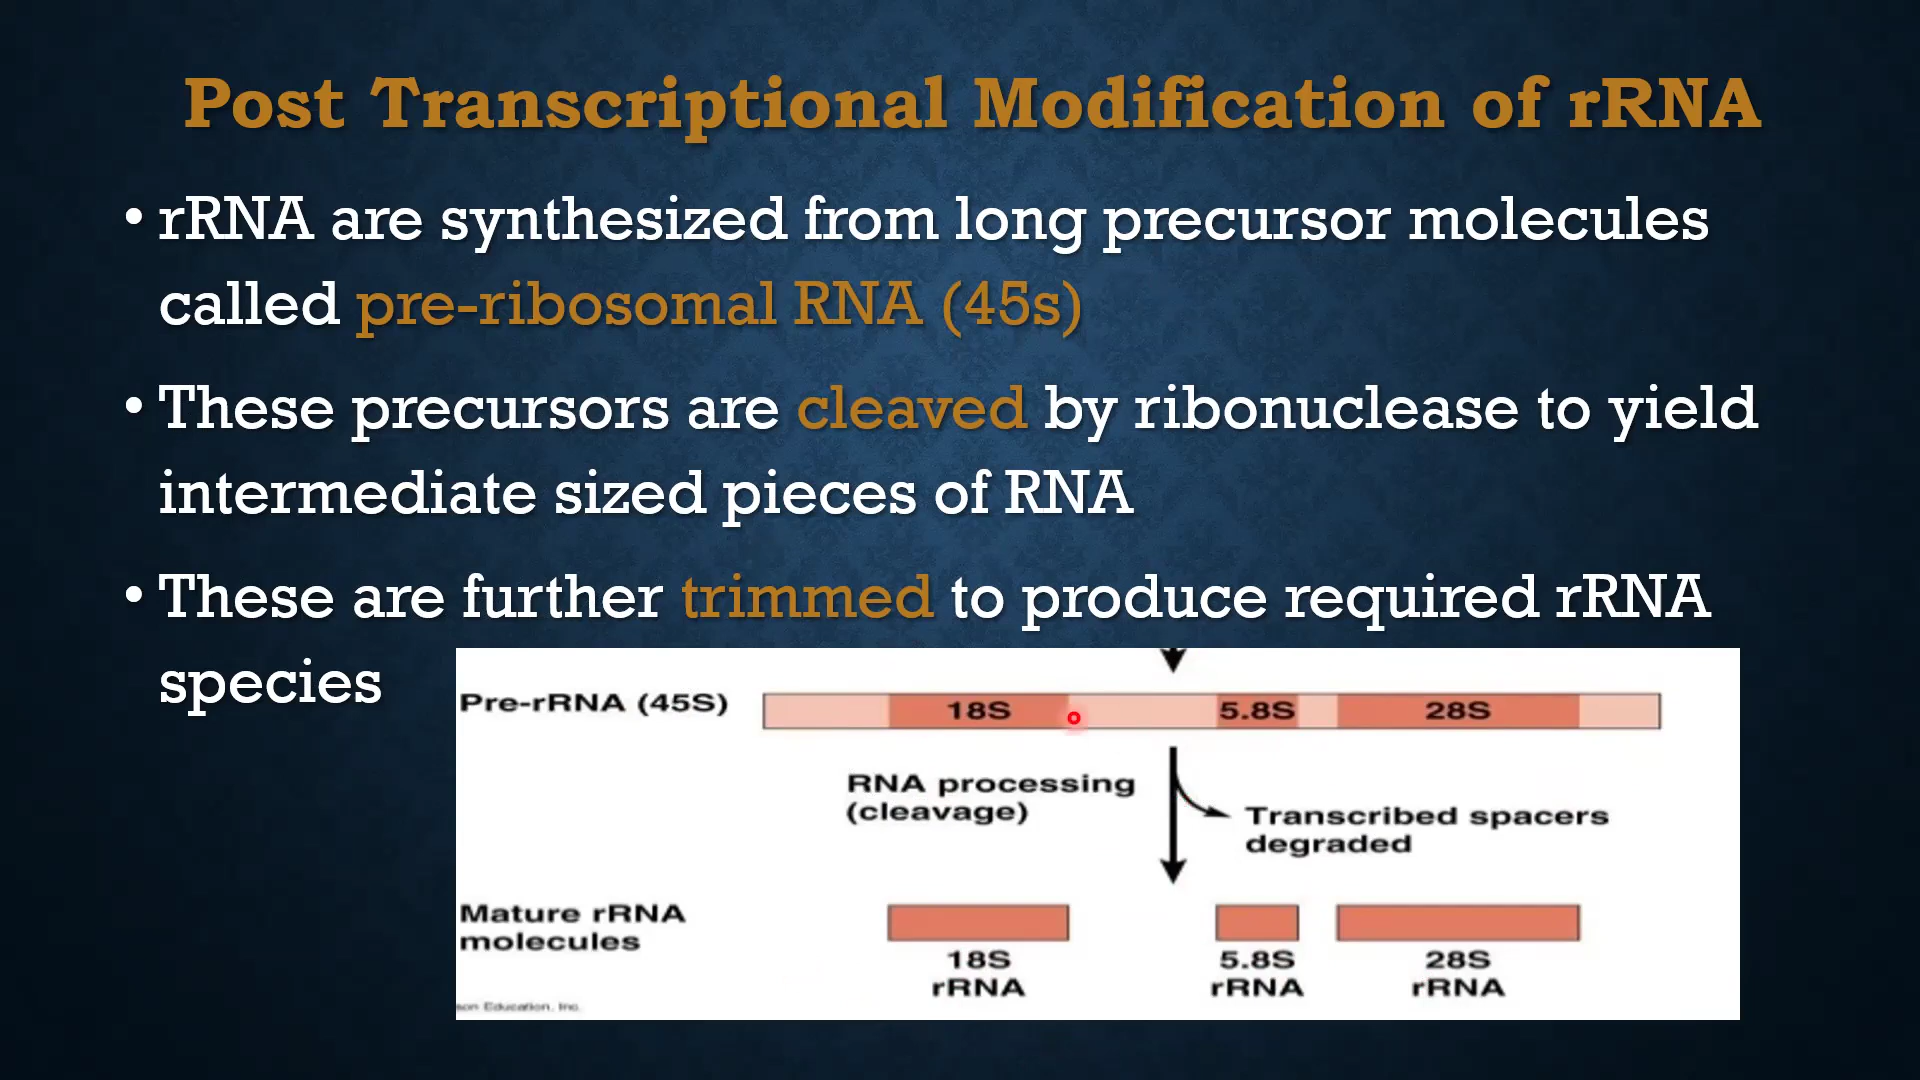 Post Transcriptional Modification of rRNA
• rRNA are synthesized from long precursor molecules
called pre-ribosomal RNA (45s)
• These precursors are cleaved by ribonuclease to yield
intermediate sized pieces of RNA
• These are further trimmed to produce required rRNA
species
Pre-rRNA (45S)
18S
5.8S
28S
RNA processing
(cleavage)
Transcribed spacers
degraded
Mature rRNA
molecules
18S
rRNA
5.8S
rRNA
28S
rRNA
son Education, Inc.